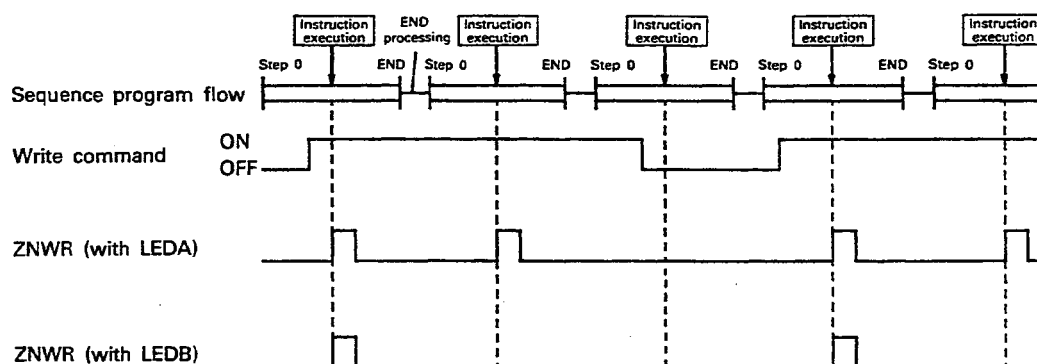 Instruction execution
END processing
Instruction execution
Instruction execution
Instruction execution
Instruction execution
Step 0 END Step 0 END Step 0 END Step 0 END Step 0
Sequence program flow
Write command ON
OFF
ZNWR (with LEDA)
ZNWR (with LEDB)